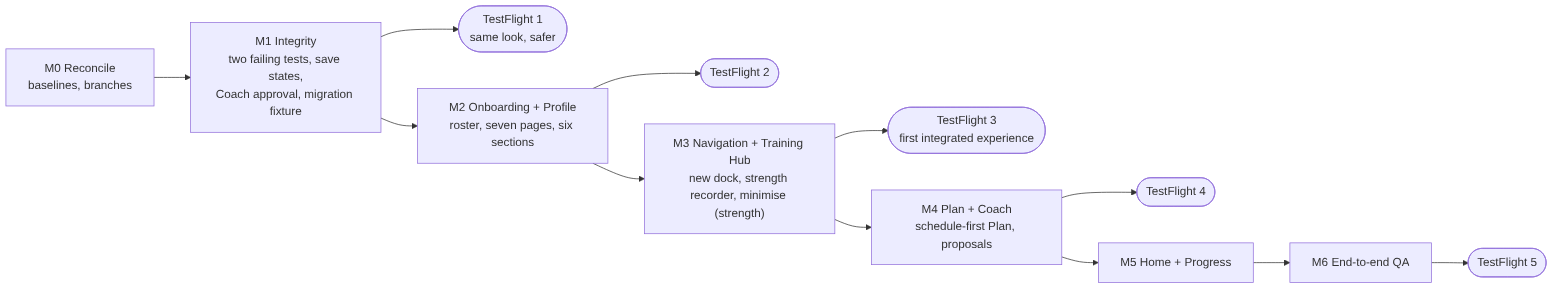 M0 Reconcile
baselines, branches
M1 Integrity
two failing tests, save
states,
Coach approval, migration
fixture
TestFlight 1
same look, safer
M2 Onboarding + Profile
roster, seven pages, six
sections
TestFlight 2
M3 Navigation + Training
Hub
new dock, strength
recorder, minimise
(strength)
TestFlight 3
first integrated experience
M4 Plan + Coach
schedule-first Plan,
proposals
TestFlight 4
M5 Home + Progress
M6 End-to-end QA
TestFlight 5